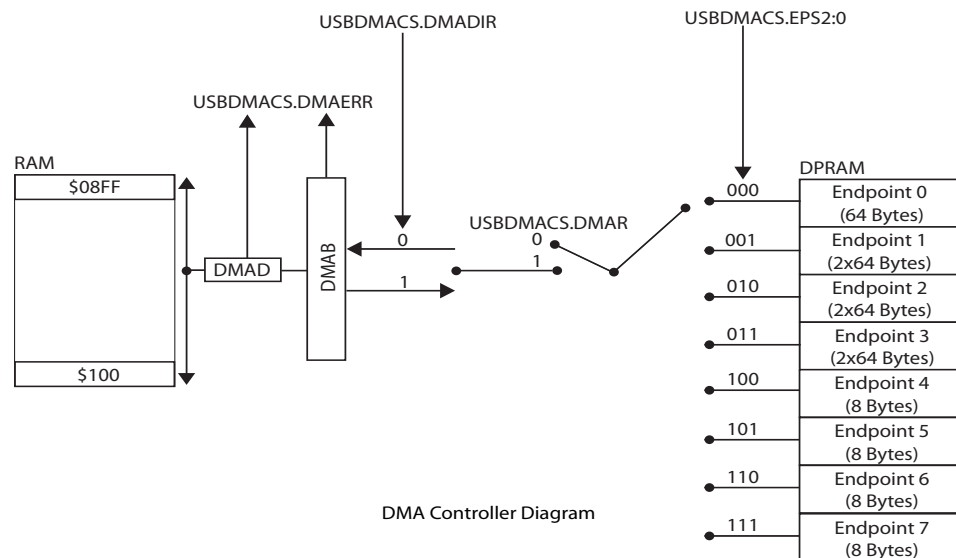 USBDMACS.DMADIR
USBDMACS.EPS2:0
USBDMACS.DMAERR
RAM
$08FF
$100
DMAD
DMAB
0
1
USBDMACS.DMAR
0
1
DPRAM
000
Endpoint 0
(64 Bytes)
001
Endpoint 1
(2x64 Bytes)
010
Endpoint 2
(2x64 Bytes)
011
Endpoint 3
(2x64 Bytes)
100
Endpoint 4
(8 Bytes)
101
Endpoint 5
(8 Bytes)
110
Endpoint 6
(8 Bytes)
111
Endpoint 7
(8 Bytes)
DMA Controller Diagram